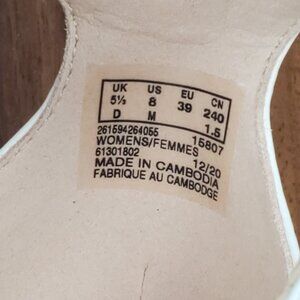 UK US EU CN
5½ 8 39 240
D M 1.5
261594264055 15807
WOMENS/FEMMES
61301802 12/20
MADE IN CAMBODIA
FABRIQUE AU CAMBODGE